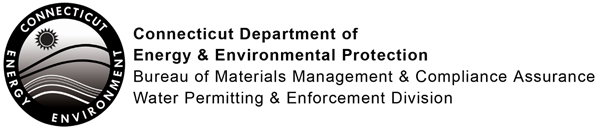 CONNECTICUT
ENERGY ENVIRONMENT
Connecticut Department of
Energy & Environmental Protection
Bureau of Materials Management & Compliance Assurance
Water Permitting & Enforcement Division